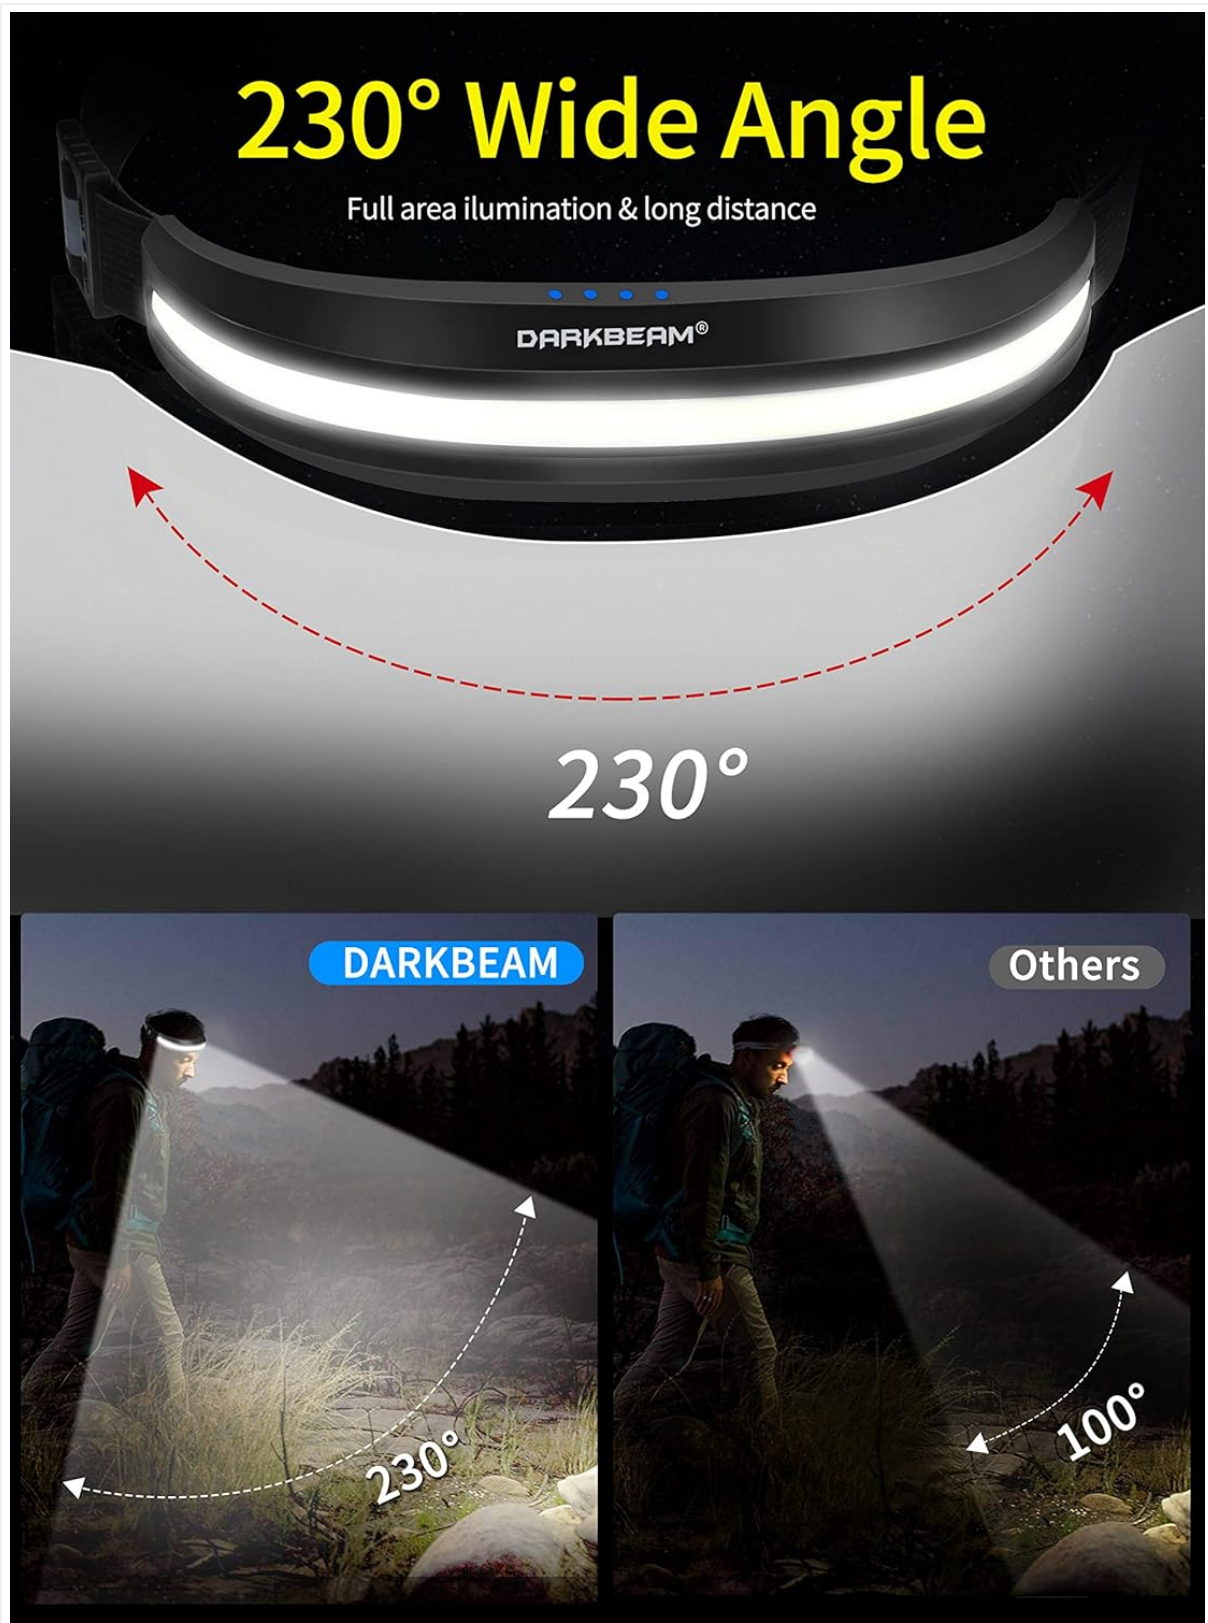 230° Wide Angle
Full area ilumination & long distance
DARKBEAM®
230°
DARKBEAM
Others
230°
100°